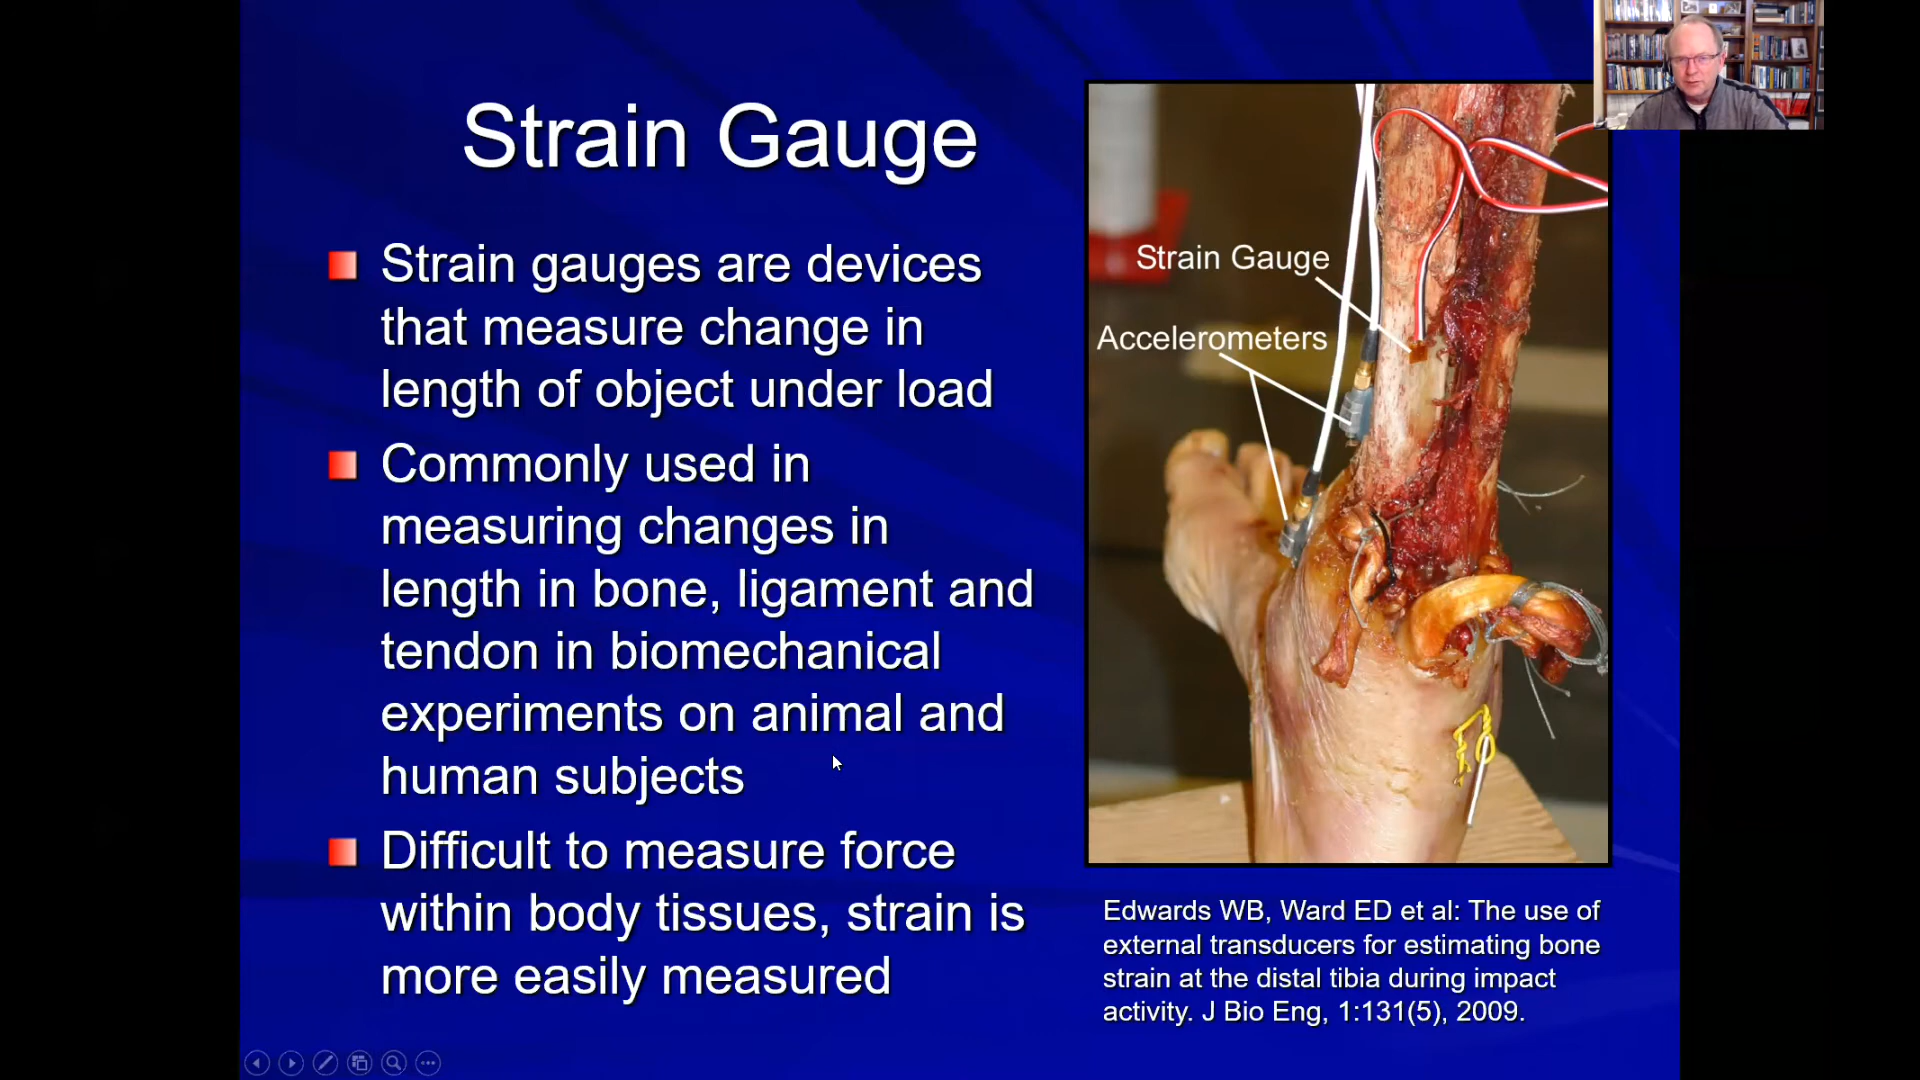 Strain Gauge
Strain gauges are devices
that measure change in
length of object under load
Commonly used in
measuring changes in
length in bone, ligament and
tendon in biomechanical
experiments on animal and
human subjects
Difficult to measure force
within body tissues, strain is
more easily measured
Strain Gauge
Accelerometers
Edwards WB, Ward ED et al: The use of
external transducers for estimating bone
strain at the distal tibia during impact
activity. J Bio Eng, 1:131(5), 2009.